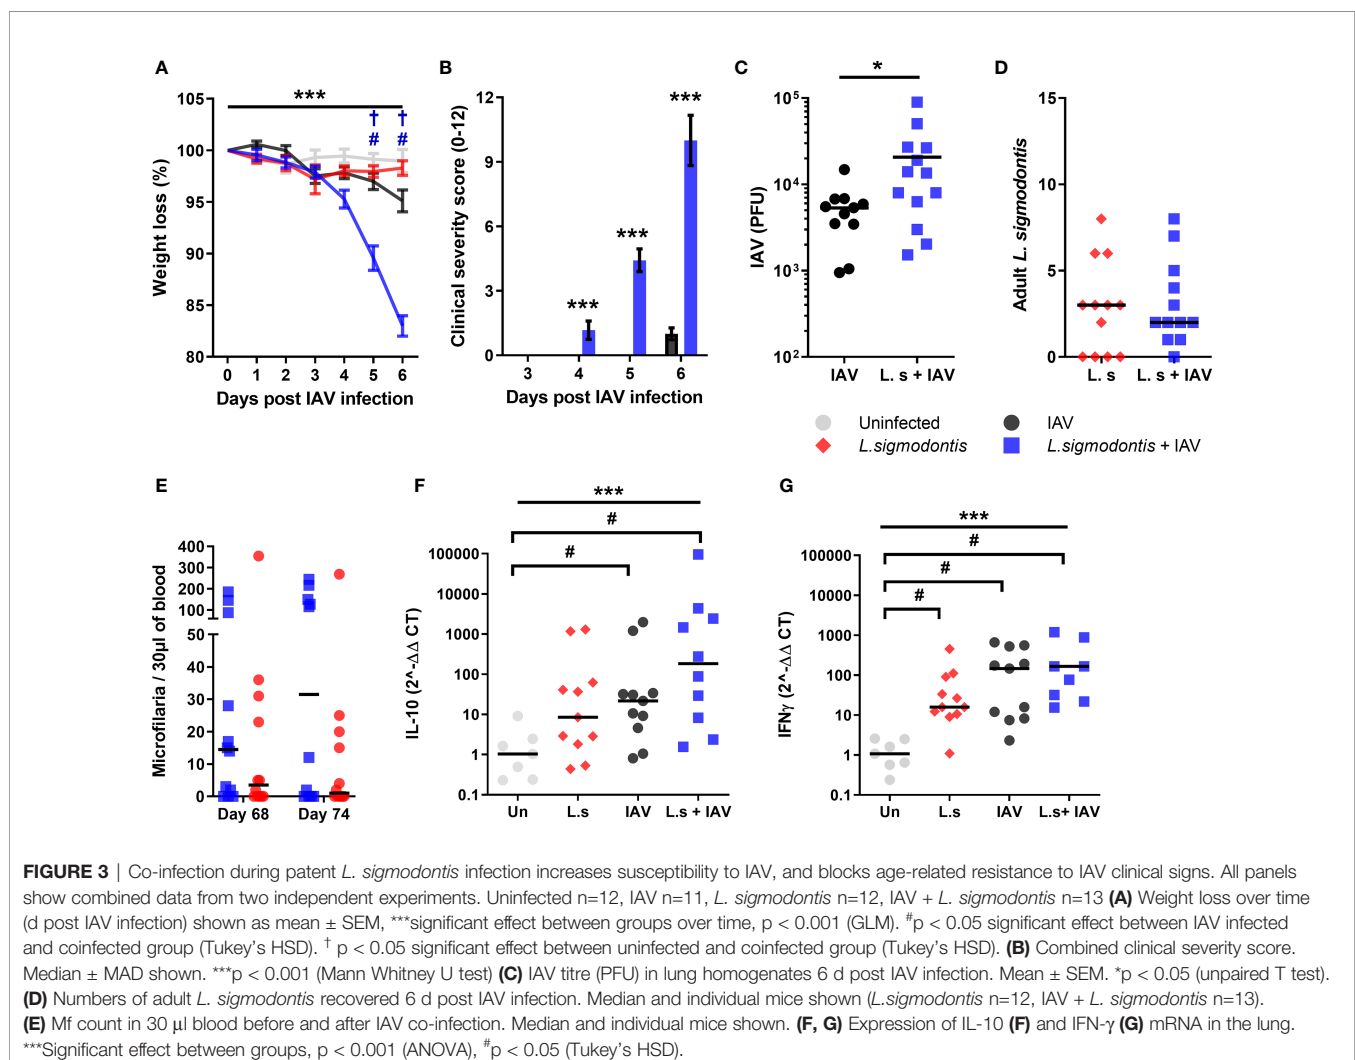 A
B
C
D
Weight loss (%)
105
100
95
90
85
80
***
†
#
†
#
0 1 2 3 4 5 6
Days post IAV infection
Clinical severity score (0-12)
12
9
6
3
0
***
***
***
3 4 5 6
Days post IAV infection
IAV (PFU)
10^5
10^4
10^3
10^2
*
IAV L. s + IAV
Adult L. sigmodontis
15
10
5
0
L. s L. s + IAV
Uninfected
IAV
L.sigmodontis
L.sigmodontis + IAV
E
F
G
Microfilaria / 30µl of blood
400
300
200
100
50
40
30
20
10
0
Day 68 Day 74
IL-10 (2^-ΔΔ CT)
***
#
#
100000
10000
1000
100
10
1
0.1
Un L.s IAV L.s + IAV
IFNγ (2^-ΔΔ CT)
***
#
#
#
100000
10000
1000
100
10
1
0.1
Un L.s IAV L.s+ IAV
FIGURE 3 | Co-infection during patent L. sigmodontis infection increases susceptibility to IAV, and blocks age-related resistance to IAV clinical signs. All panels
show combined data from two independent experiments. Uninfected n=12, IAV n=11, L. sigmodontis n=12, IAV + L. sigmodontis n=13 (A) Weight loss over time
(d post IAV infection) shown as mean ± SEM, ***significant effect between groups over time, p < 0.001 (GLM). #p < 0.05 significant effect between IAV infected
and coinfected group (Tukey's HSD). † p < 0.05 significant effect between uninfected and coinfected group (Tukey's HSD). (B) Combined clinical severity score.
Median ± MAD shown. ***p < 0.001 (Mann Whitney U test) (C) IAV titre (PFU) in lung homogenates 6 d post IAV infection. Mean ± SEM. *p < 0.05 (unpaired T test).
(D) Numbers of adult L. sigmodontis recovered 6 d post IAV infection. Median and individual mice shown (L.sigmodontis n=12, IAV + L. sigmodontis n=13).
(E) Mf count in 30 µl blood before and after IAV co-infection. Median and individual mice shown. (F, G) Expression of IL-10 (F) and IFN-γ (G) mRNA in the lung.
***Significant effect between groups, p < 0.001 (ANOVA), #p < 0.05 (Tukey's HSD).